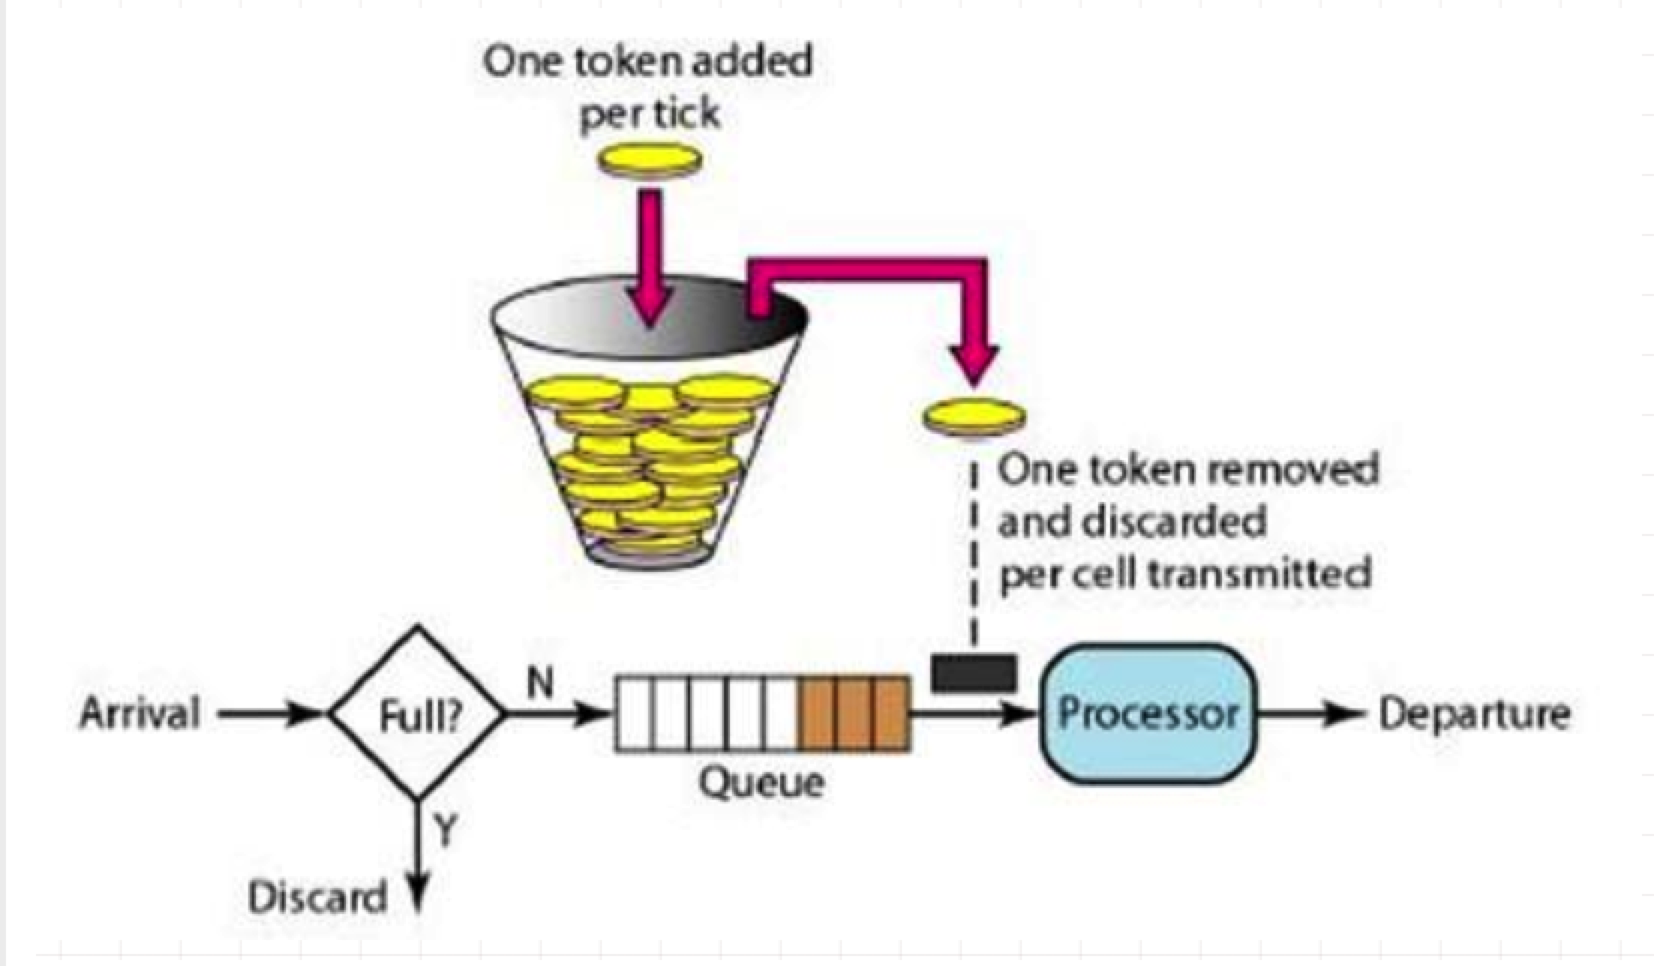 One token added
per tick
One token removed
and discarded
per cell transmitted
Arrival
Full?
N
Queue
Processor
Departure
Y
Discard